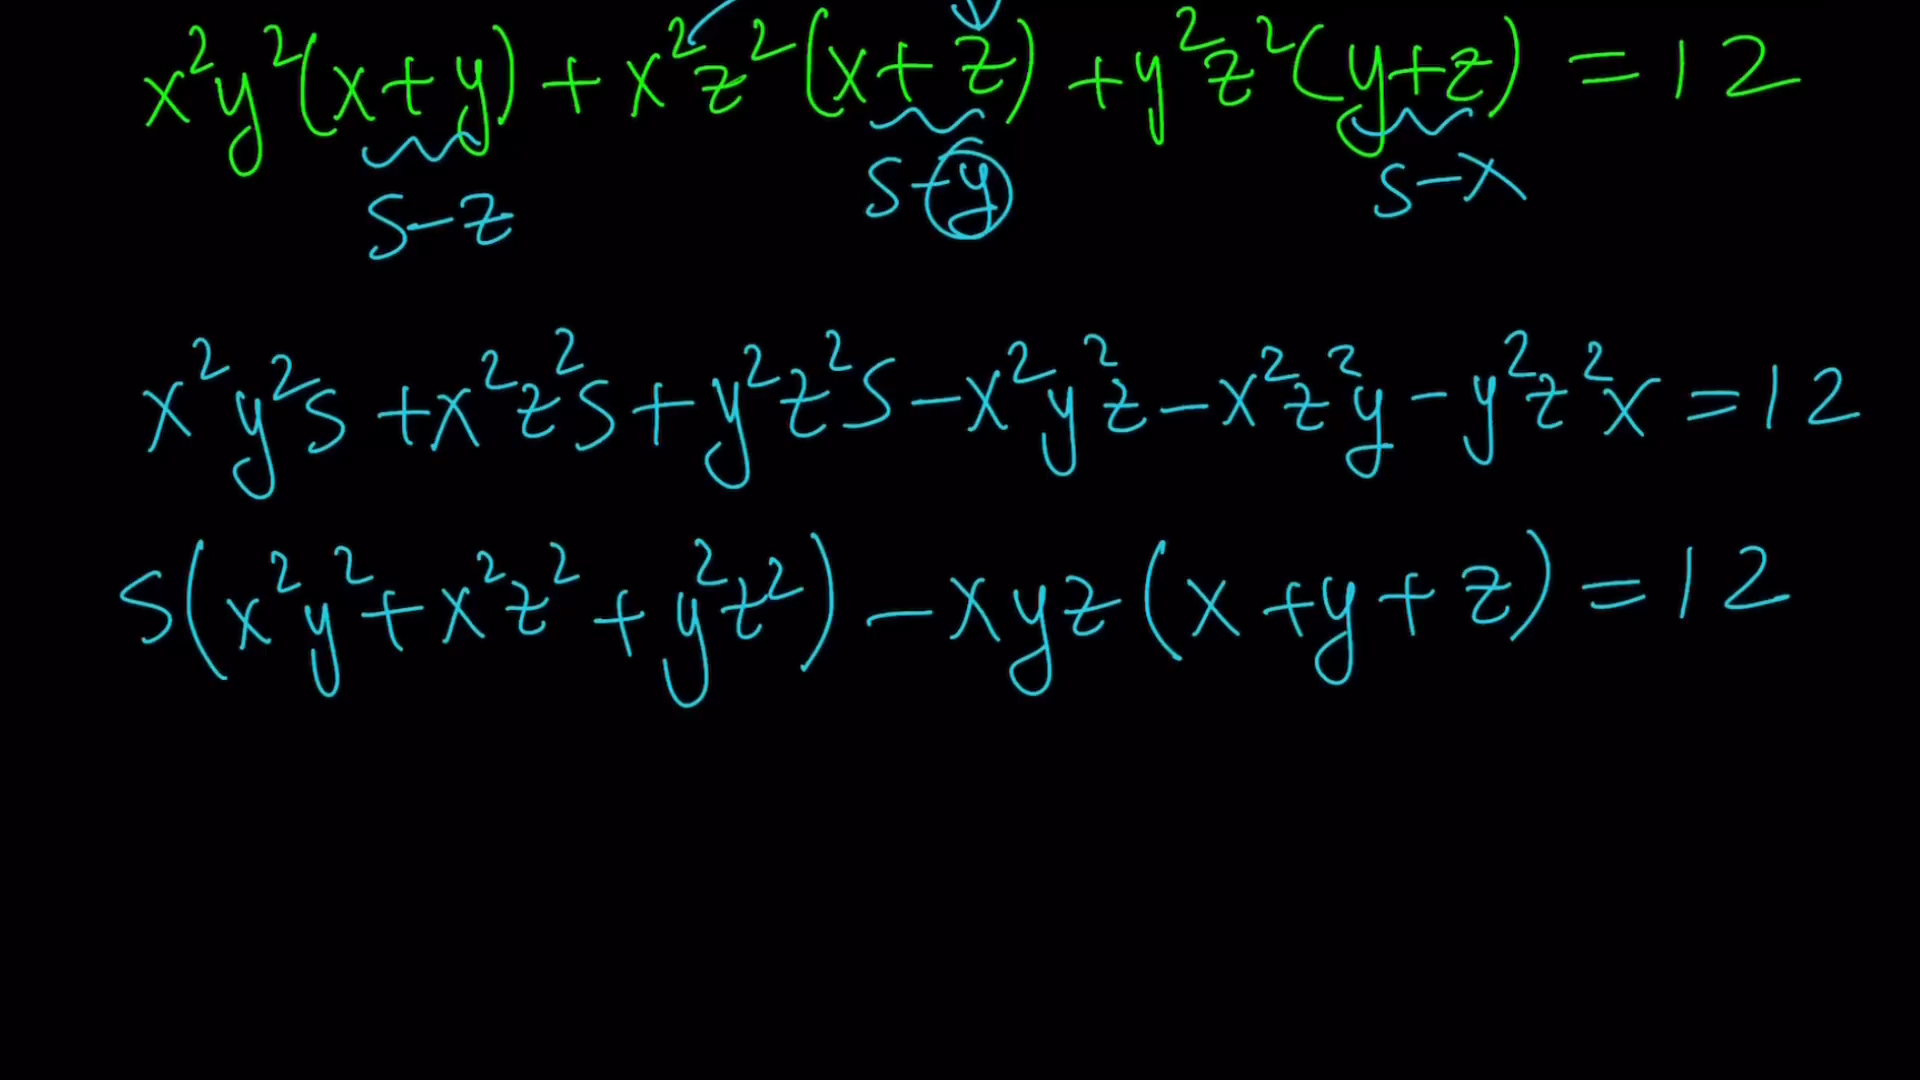 x²y²(x+y) + x²z²(x+z) + y²z²(y+z) = 12
s-z s-y s-x
x²y²s + x²z²s + y²z²s - x²y²z - x²z²y - y²z²x = 12
s(x²y² + x²z² + y²z²) - xyz(x+y+z) = 12